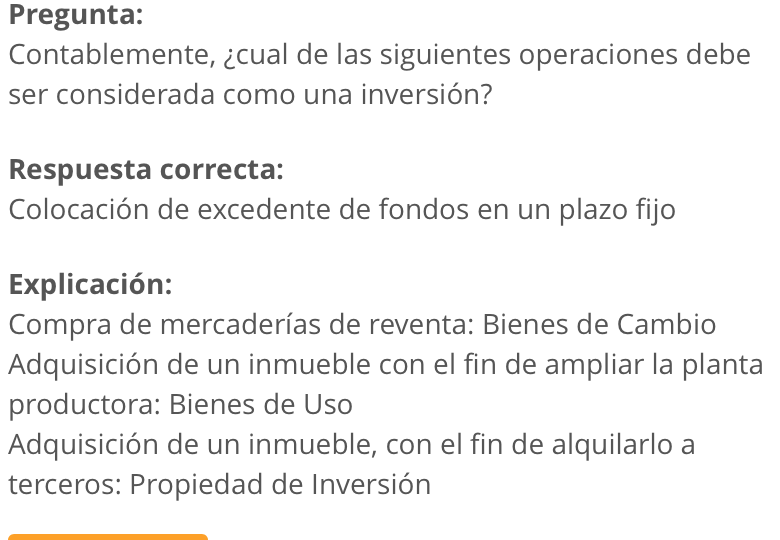 Pregunta:
Contablemente, ¿cual de las siguientes operaciones debe
ser considerada como una inversión?
Respuesta correcta:
Colocación de excedente de fondos en un plazo fijo
Explicación:
Compra de mercaderías de reventa: Bienes de Cambio
Adquisición de un inmueble con el fin de ampliar la planta
productora: Bienes de Uso
Adquisición de un inmueble, con el fin de alquilarlo a
terceros: Propiedad de Inversión